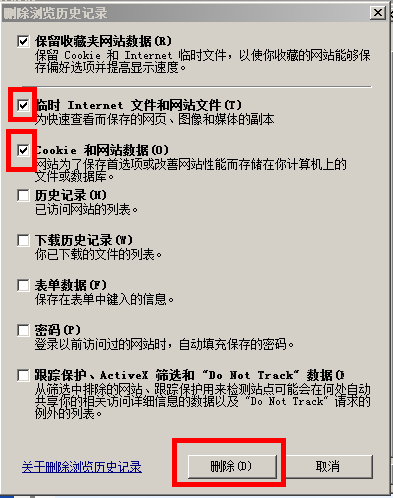 删除浏览历史记录
保留收藏夹网站数据(R)
保留 Cookie 和 Internet 临时文件，以使你收藏的网站能够保
存偏好选项并提高显示速度。
临时 Internet 文件和网站文件(T)
为快速查看而保存的网页、图像和媒体的副本
Cookie 和网站数据(O)
网站为了保存首选项或改善网站性能而存储在你计算机上的
文件或数据库。
历史记录(H)
已访问网站的列表。
下载历史记录(W)
你已下载的文件的列表。
表单数据(F)
保存在表单中键入的信息。
密码(P)
登录以前访问过的网站时，自动填充保存的密码。
跟踪保护、ActiveX 筛选和 "Do Not Track" 数据(
从筛选中排除的网站、跟踪保护用来检测站点可能会在何处自动
共享你的相关访问详细信息的数据以及 "Do Not Track" 请求的
例外的列表。
关于删除浏览历史记录 删除(D) 取消